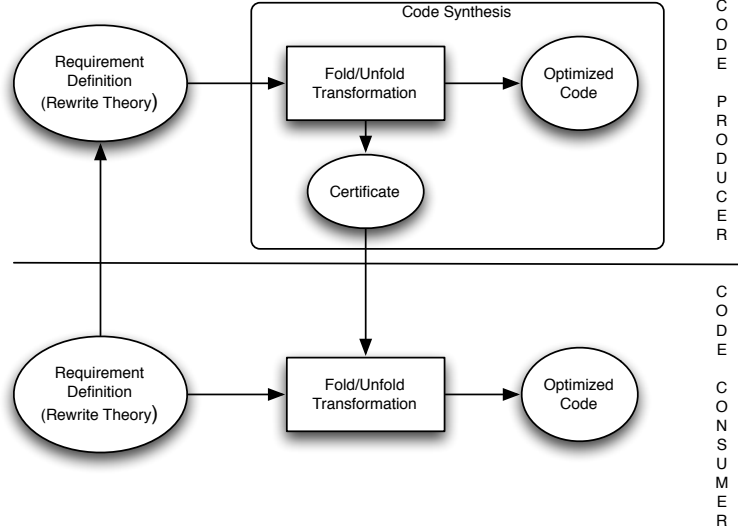 Code Synthesis
Requirement
Definition
(Rewrite Theory)
Fold/Unfold
Transformation
Optimized
Code
Certificate
C
O
D
E
P
R
O
D
U
C
E
R
Requirement
Definition
(Rewrite Theory)
Fold/Unfold
Transformation
Optimized
Code
C
O
D
E
C
O
N
S
U
M
E
R